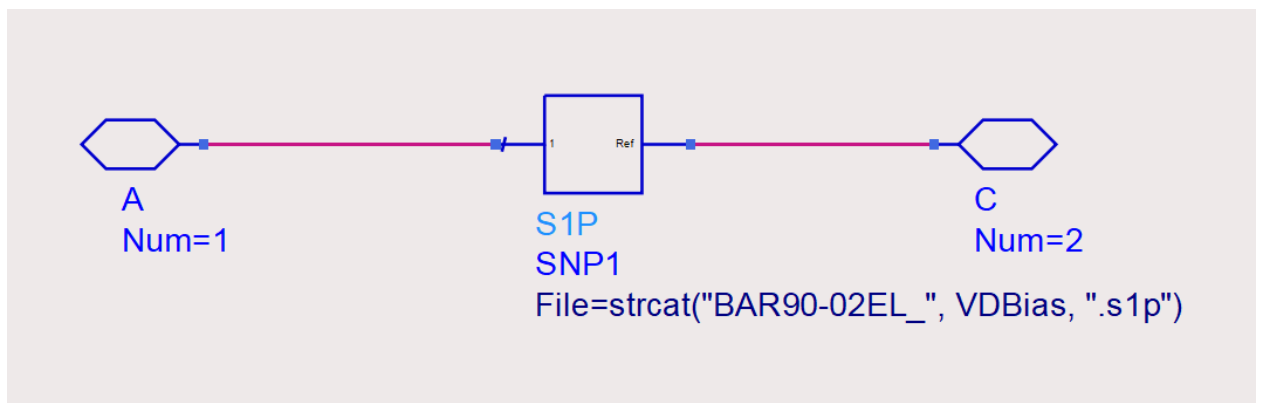 1
Ref
A
Num=1
S1P
SNP1
File=strcat("BAR90-02EL_", VDBias, ".s1p")
C
Num=2